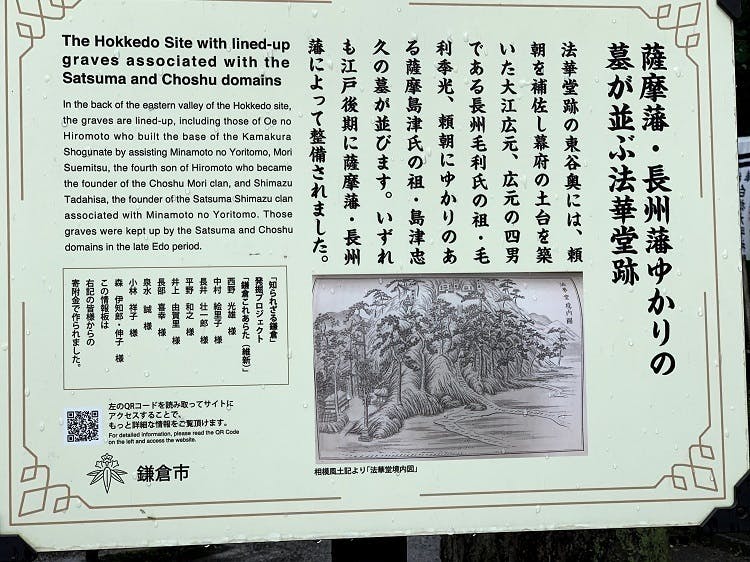 薩摩藩・長州藩ゆかりの
墓が並ぶ法華堂跡
法華堂跡の東谷奥には、頼
朝を補佐し幕府の土台を築
いた大江広元、広元の四男
である長州毛利氏の祖・毛
利季光、頼朝にゆかりのあ
る薩摩島津氏の祖・島津忠
久の墓が並びます。いずれ
も江戸後期に薩摩藩・長州
藩によって整備されました。
The Hokkedo Site with lined-up
graves associated with the
Satsuma and Choshu domains
In the back of the eastern valley of the Hokkedo site,
the graves are lined-up, including those of Oe no
Hiromoto who built the base of the Kamakura
Shogunate by assisting Minamoto no Yoritomo, Mori
Suemitsu, the fourth son of Hiromoto who became
the founder of the Choshu Mori clan, and Shimazu
Tadahisa, the founder of the Satsuma Shimazu clan
associated with Minamoto no Yoritomo. Those
graves were kept up by the Satsuma and Choshu
domains in the late Edo period.
「知られざる鎌倉」
発掘プロジェクト
「鎌倉これあらた(維新)」
西野 光雄 様
中村 絵里子 様
長井 壮一郎 様
平野 和之 様
井上 由賀里 様
長部 喜幸 様
泉水 誠 様
小林 祥子 様
森 伊知郎・伸子 様
この情報板は
右記の皆様からの
寄附金で作られました。
法華堂境内図
相模風土記より「法華堂境内図」
左のQRコードを読み取ってサイトに
アクセスすることで、
もっと詳細な情報をご覧頂けます。
For detailed information, please read the QR Code
on the left and access the website.
鎌倉市